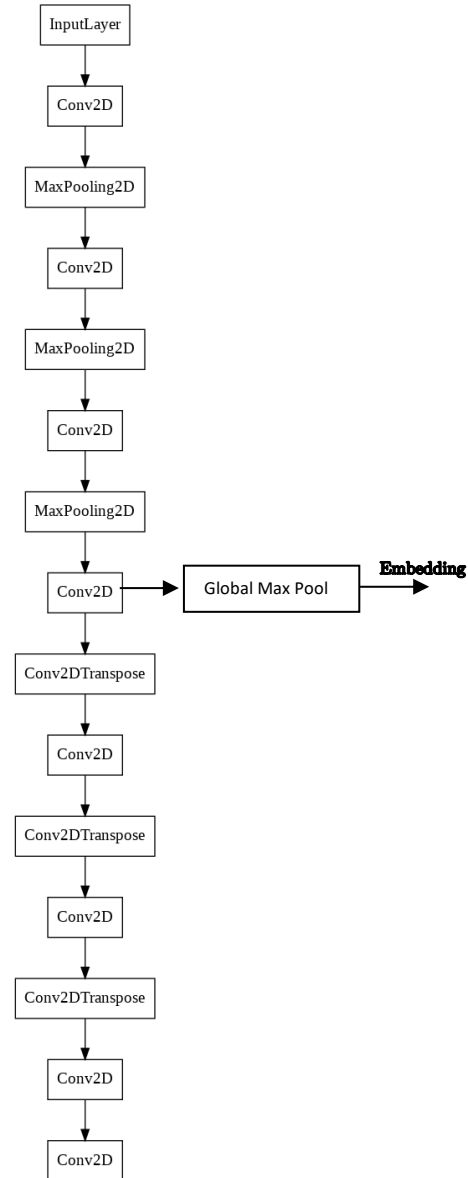 InputLayer
Conv2D
MaxPooling2D
Conv2D
MaxPooling2D
Conv2D
MaxPooling2D
Embedding
Conv2D
Global Max Pool
Conv2DTranspose
Conv2D
Conv2DTranspose
Conv2D
Conv2DTranspose
Conv2D
Conv2D